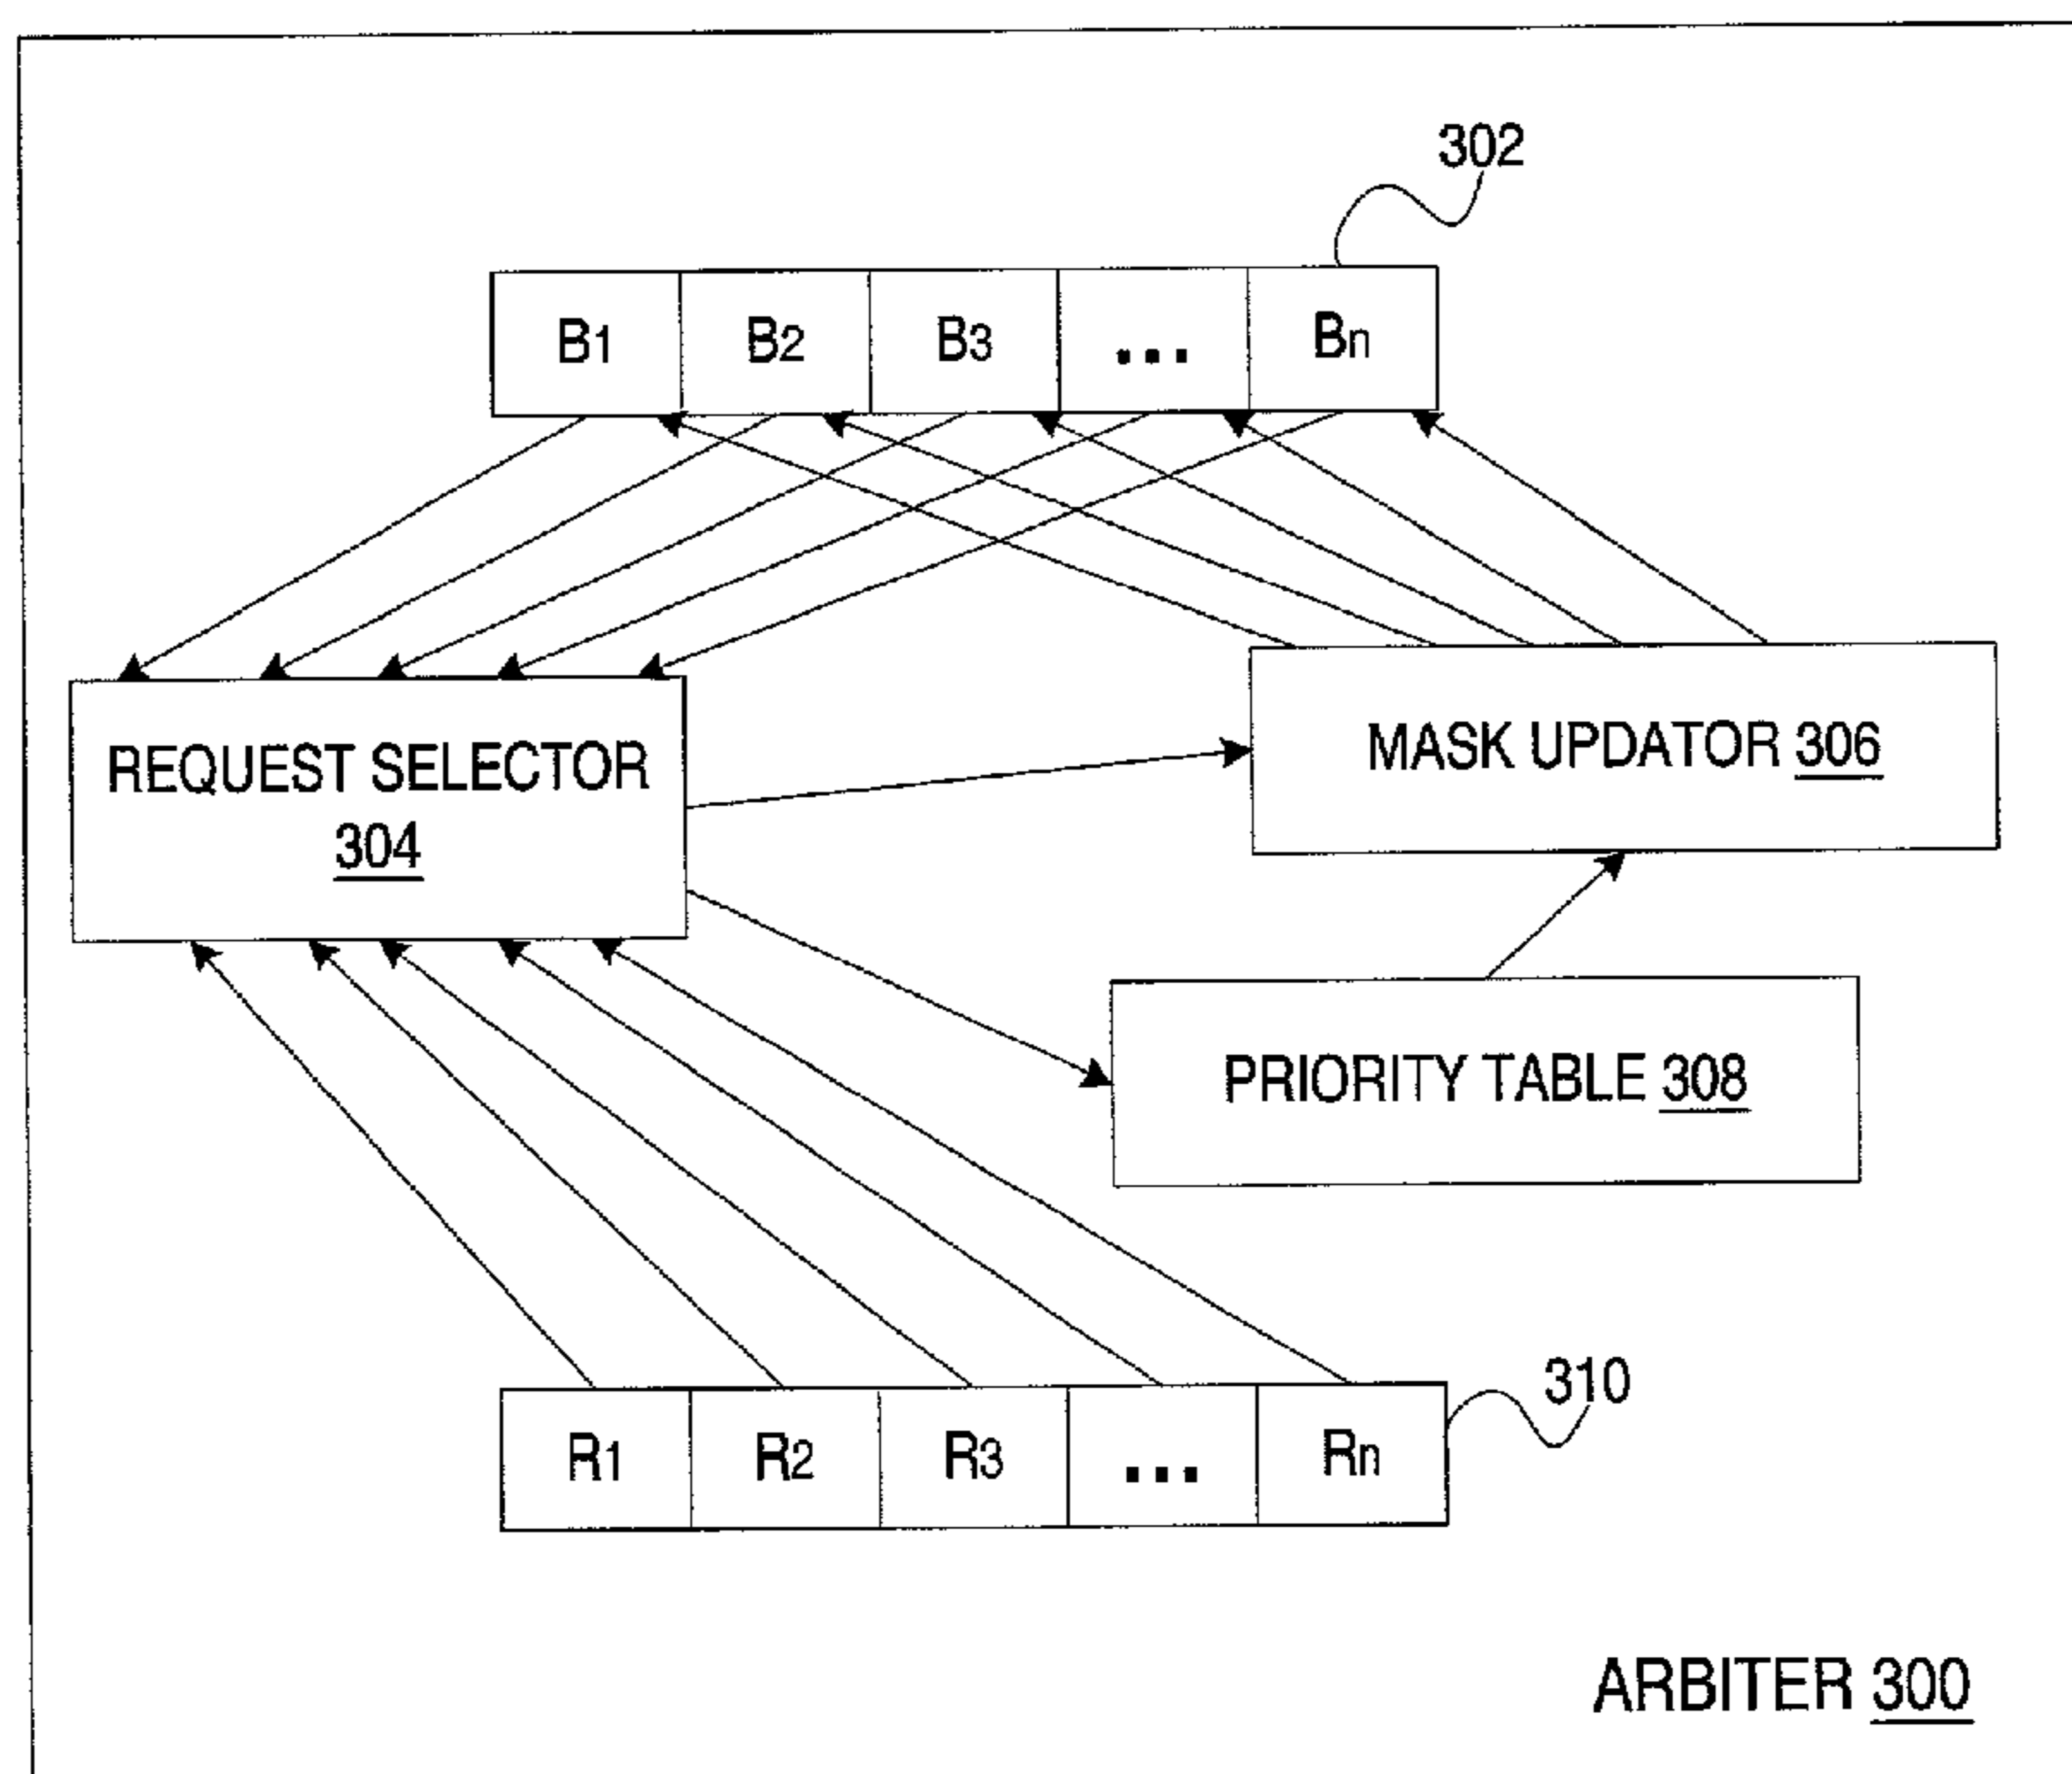 302
B1 B2 B3 ... Bn
REQUEST SELECTOR
304
MASK UPDATOR 306
PRIORITY TABLE 308
310
R1 R2 R3 ... Rn
ARBITER 300